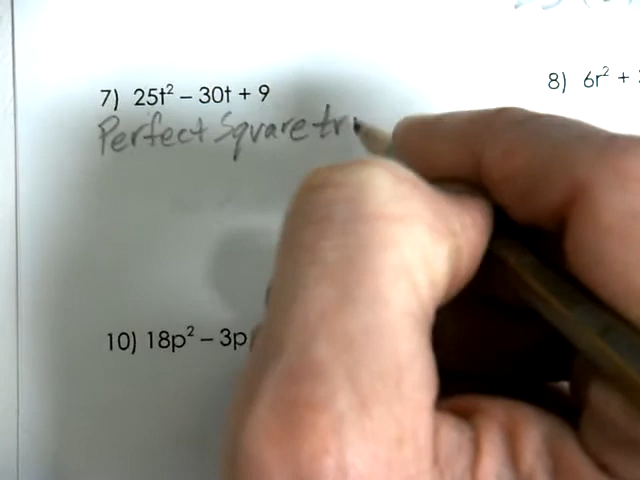 7) 25t² – 30t + 9
8) 6r² +
Perfect Square tr
10) 18p² – 3p